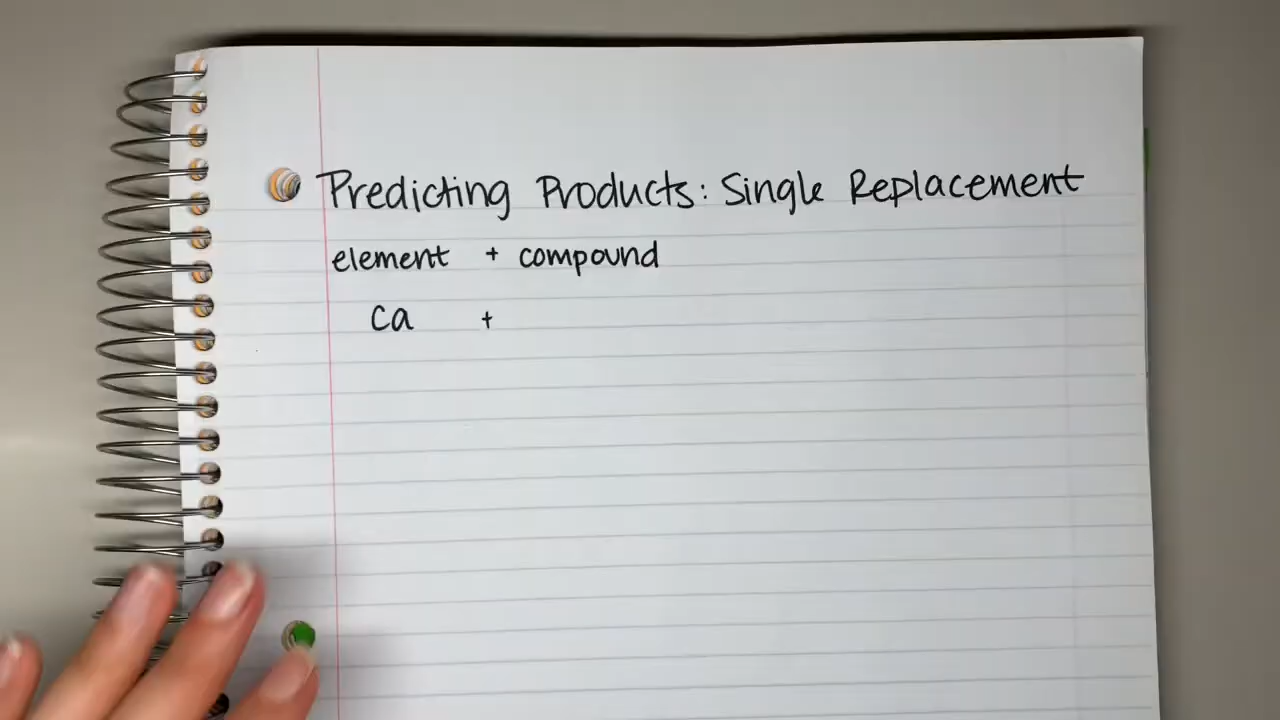 Predicting Products: Single Replacement
element + compound
Ca +